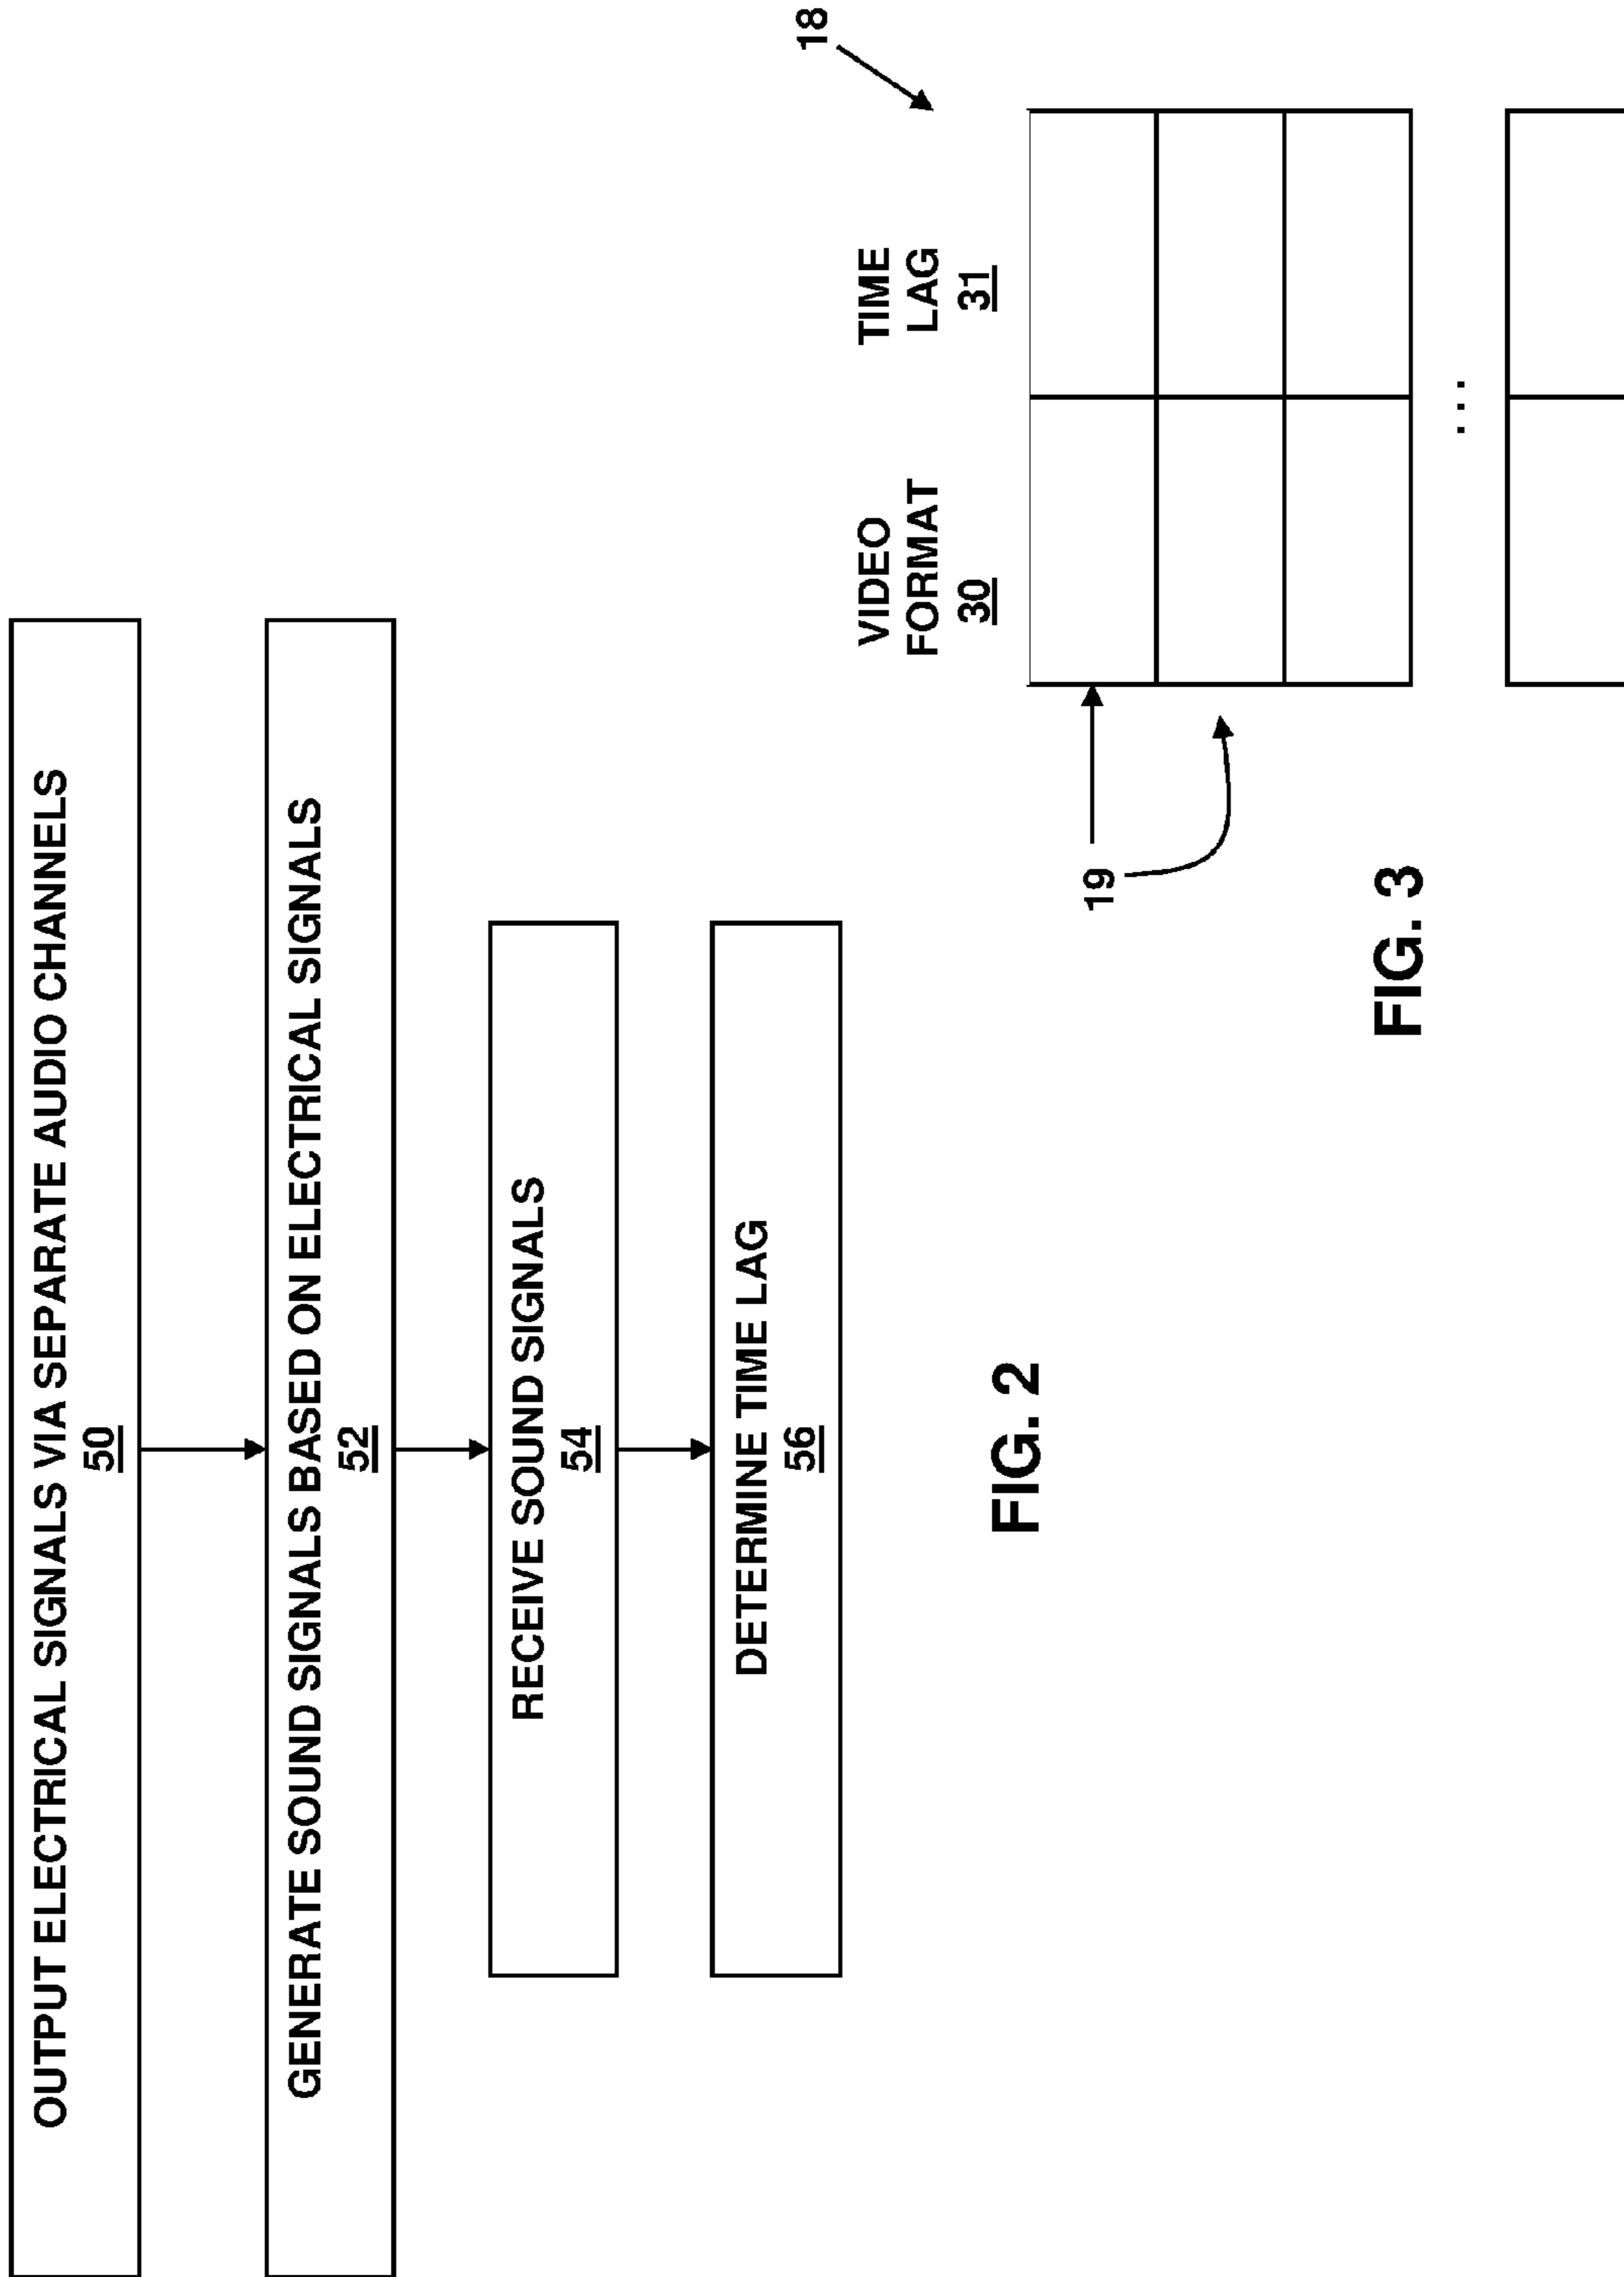 OUTPUT ELECTRICAL SIGNALS VIA SEPARATE AUDIO CHANNELS
50
GENERATE SOUND SIGNALS BASED ON ELECTRICAL SIGNALS
52
RECEIVE SOUND SIGNALS
54
DETERMINE TIME LAG
56
FIG. 2
18
VIDEO
FORMAT
30
TIME
LAG
31
19
...
FIG. 3